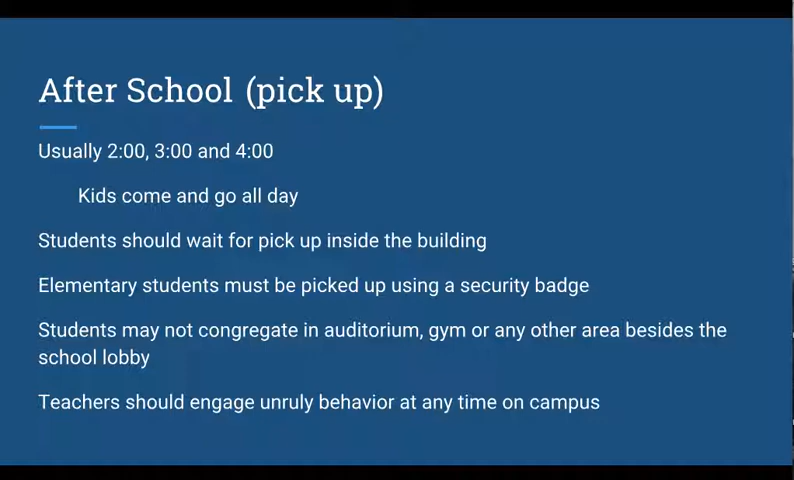 After School (pick up)
Usually 2:00, 3:00 and 4:00
Kids come and go all day
Students should wait for pick up inside the building
Elementary students must be picked up using a security badge
Students may not congregate in auditorium, gym or any other area besides the
school lobby
Teachers should engage unruly behavior at any time on campus